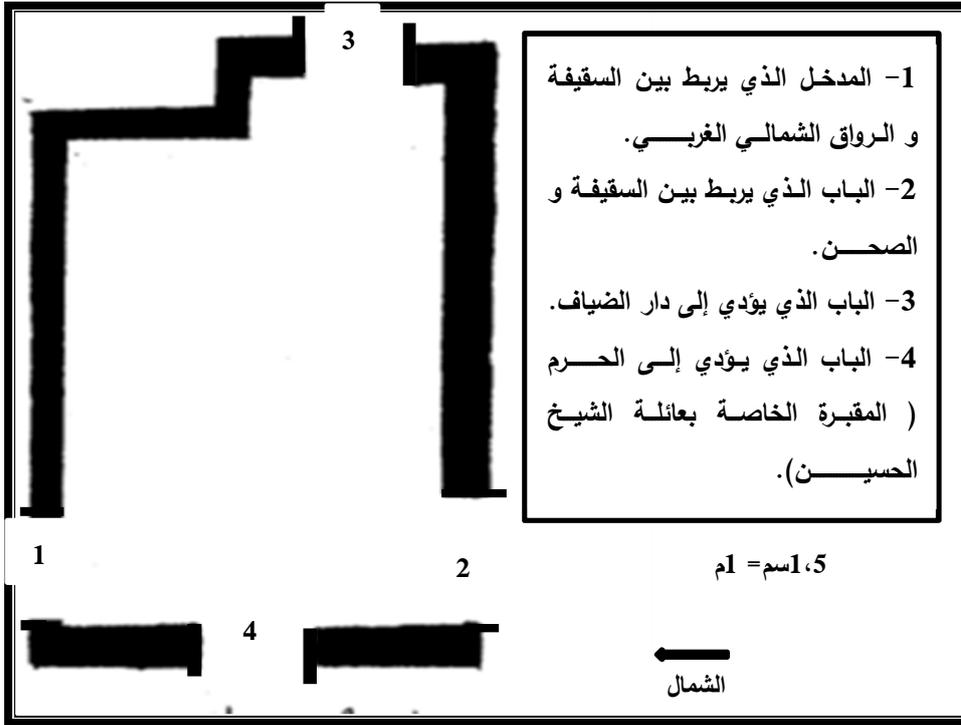 3
1- المدخل الذي يربط بين السقيفة
و الرواق الشمالي الغربي.
2- الباب الذي يربط بين السقيفة و
الصحن.
3- الباب الذي يؤدي إلى دار الضياف.
4- الباب الذي يؤدي إلى الحرم
( المقبرة الخاصة بعائلة الشيخ
الحسين).
1
2
1،5سم= 1م
4
الشمال